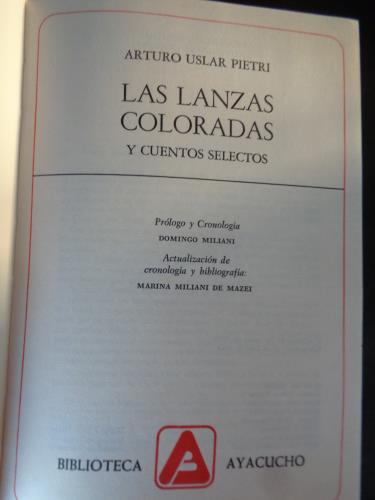 ARTURO USLAR PIETRI
LAS LANZAS
COLORADAS
Y CUENTOS SELECTOS
Prólogo y Cronología
DOMINGO MILIANI
Actualización de
cronología y bibliografía:
MARINA MILIANI DE MAZEI
BIBLIOTECA AYACUCHO